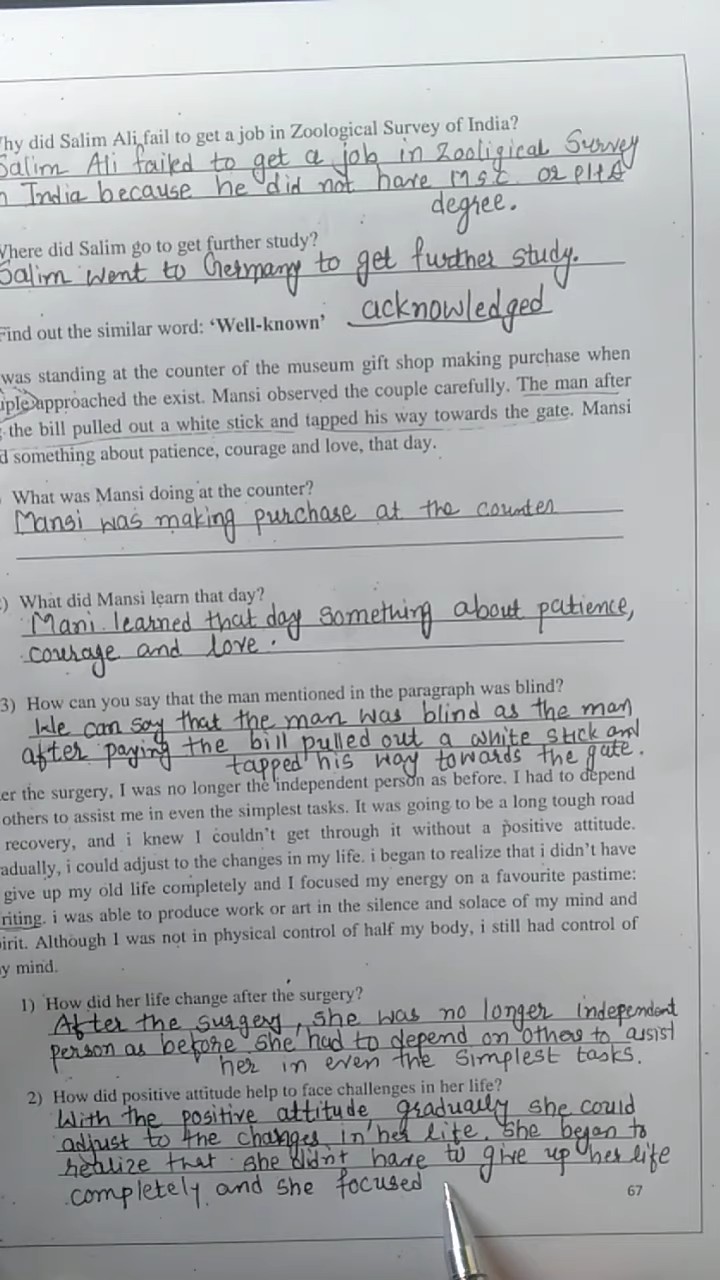 hy did Salim Ali fail to get a job in Zoological Survey of India?
Salim Ali failed to get a job in Zooligical Survey
n India because he did not have M.s.c. or PHd
degree.
Where did Salim go to get further study?
Salim went to Germany to get further study.
Find out the similar word: 'Well-known' acknowledged
was standing at the counter of the museum gift shop making purchase when
uple approached the exist. Mansi observed the couple carefully. The man after
the bill pulled out a white stick and tapped his way towards the gate. Mansi
d something about patience, courage and love, that day.
What was Mansi doing at the counter?
Mansi was making purchase at the counter
) What did Mansi learn that day?
Mani learned that day something about patience,
courage and love.
3) How can you say that the man mentioned in the paragraph was blind?
We can say that the man was blind as the man
after paying the bill pulled out a white stick and
tapped his way towards the gate.
er the surgery, I was no longer the independent person as before. I had to depend
others to assist me in even the simplest tasks. It was going to be a long tough road
recovery, and i knew I couldn't get through it without a positive attitude.
adually, i could adjust to the changes in my life. i began to realize that i didn't have
give up my old life completely and I focused my energy on a favourite pastime:
riting. i was able to produce work or art in the silence and solace of my mind and
pirit. Although I was not in physical control of half my body, i still had control of
y mind.
1) How did her life change after the surgery?
After the surgery, she was no longer independent
person as before. she had to depend on others to assist
her in even the simplest tasks.
2) How did positive attitude help to face challenges in her life?
With the positive attitude gradually she could
adjust to the changes in her life. she began to
realize that she didn't have to give up her life
completely and she focused
67